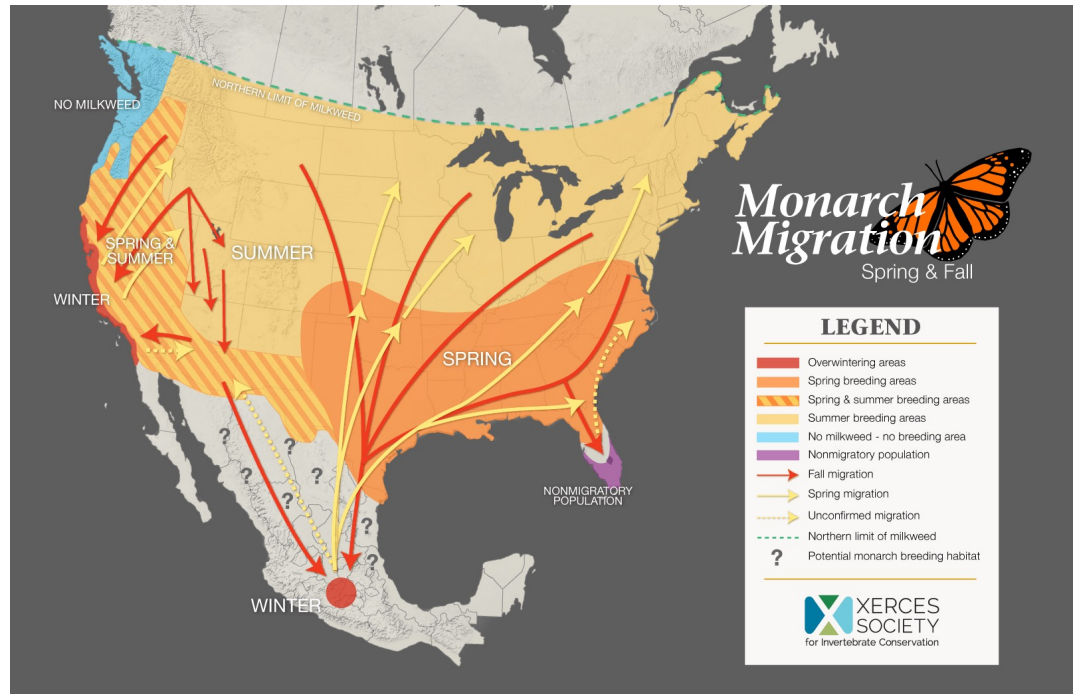 NO MILKWEED
NORTHERN LIMIT OF MILKWEED
SPRING &
SUMMER
SUMMER
WINTER
SPRING
NONMIGRATORY
POPULATION
WINTER
?
?
?
?
?
?
?
Monarch
Migration
Spring & Fall
LEGEND
Overwintering areas
Spring breeding areas
Spring & summer breeding areas
Summer breeding areas
No milkweed - no breeding area
Nonmigratory population
Fall migration
Spring migration
Unconfirmed migration
Northern limit of milkweed
? Potential monarch breeding habitat
XERCES
SOCIETY
for Invertebrate Conservation